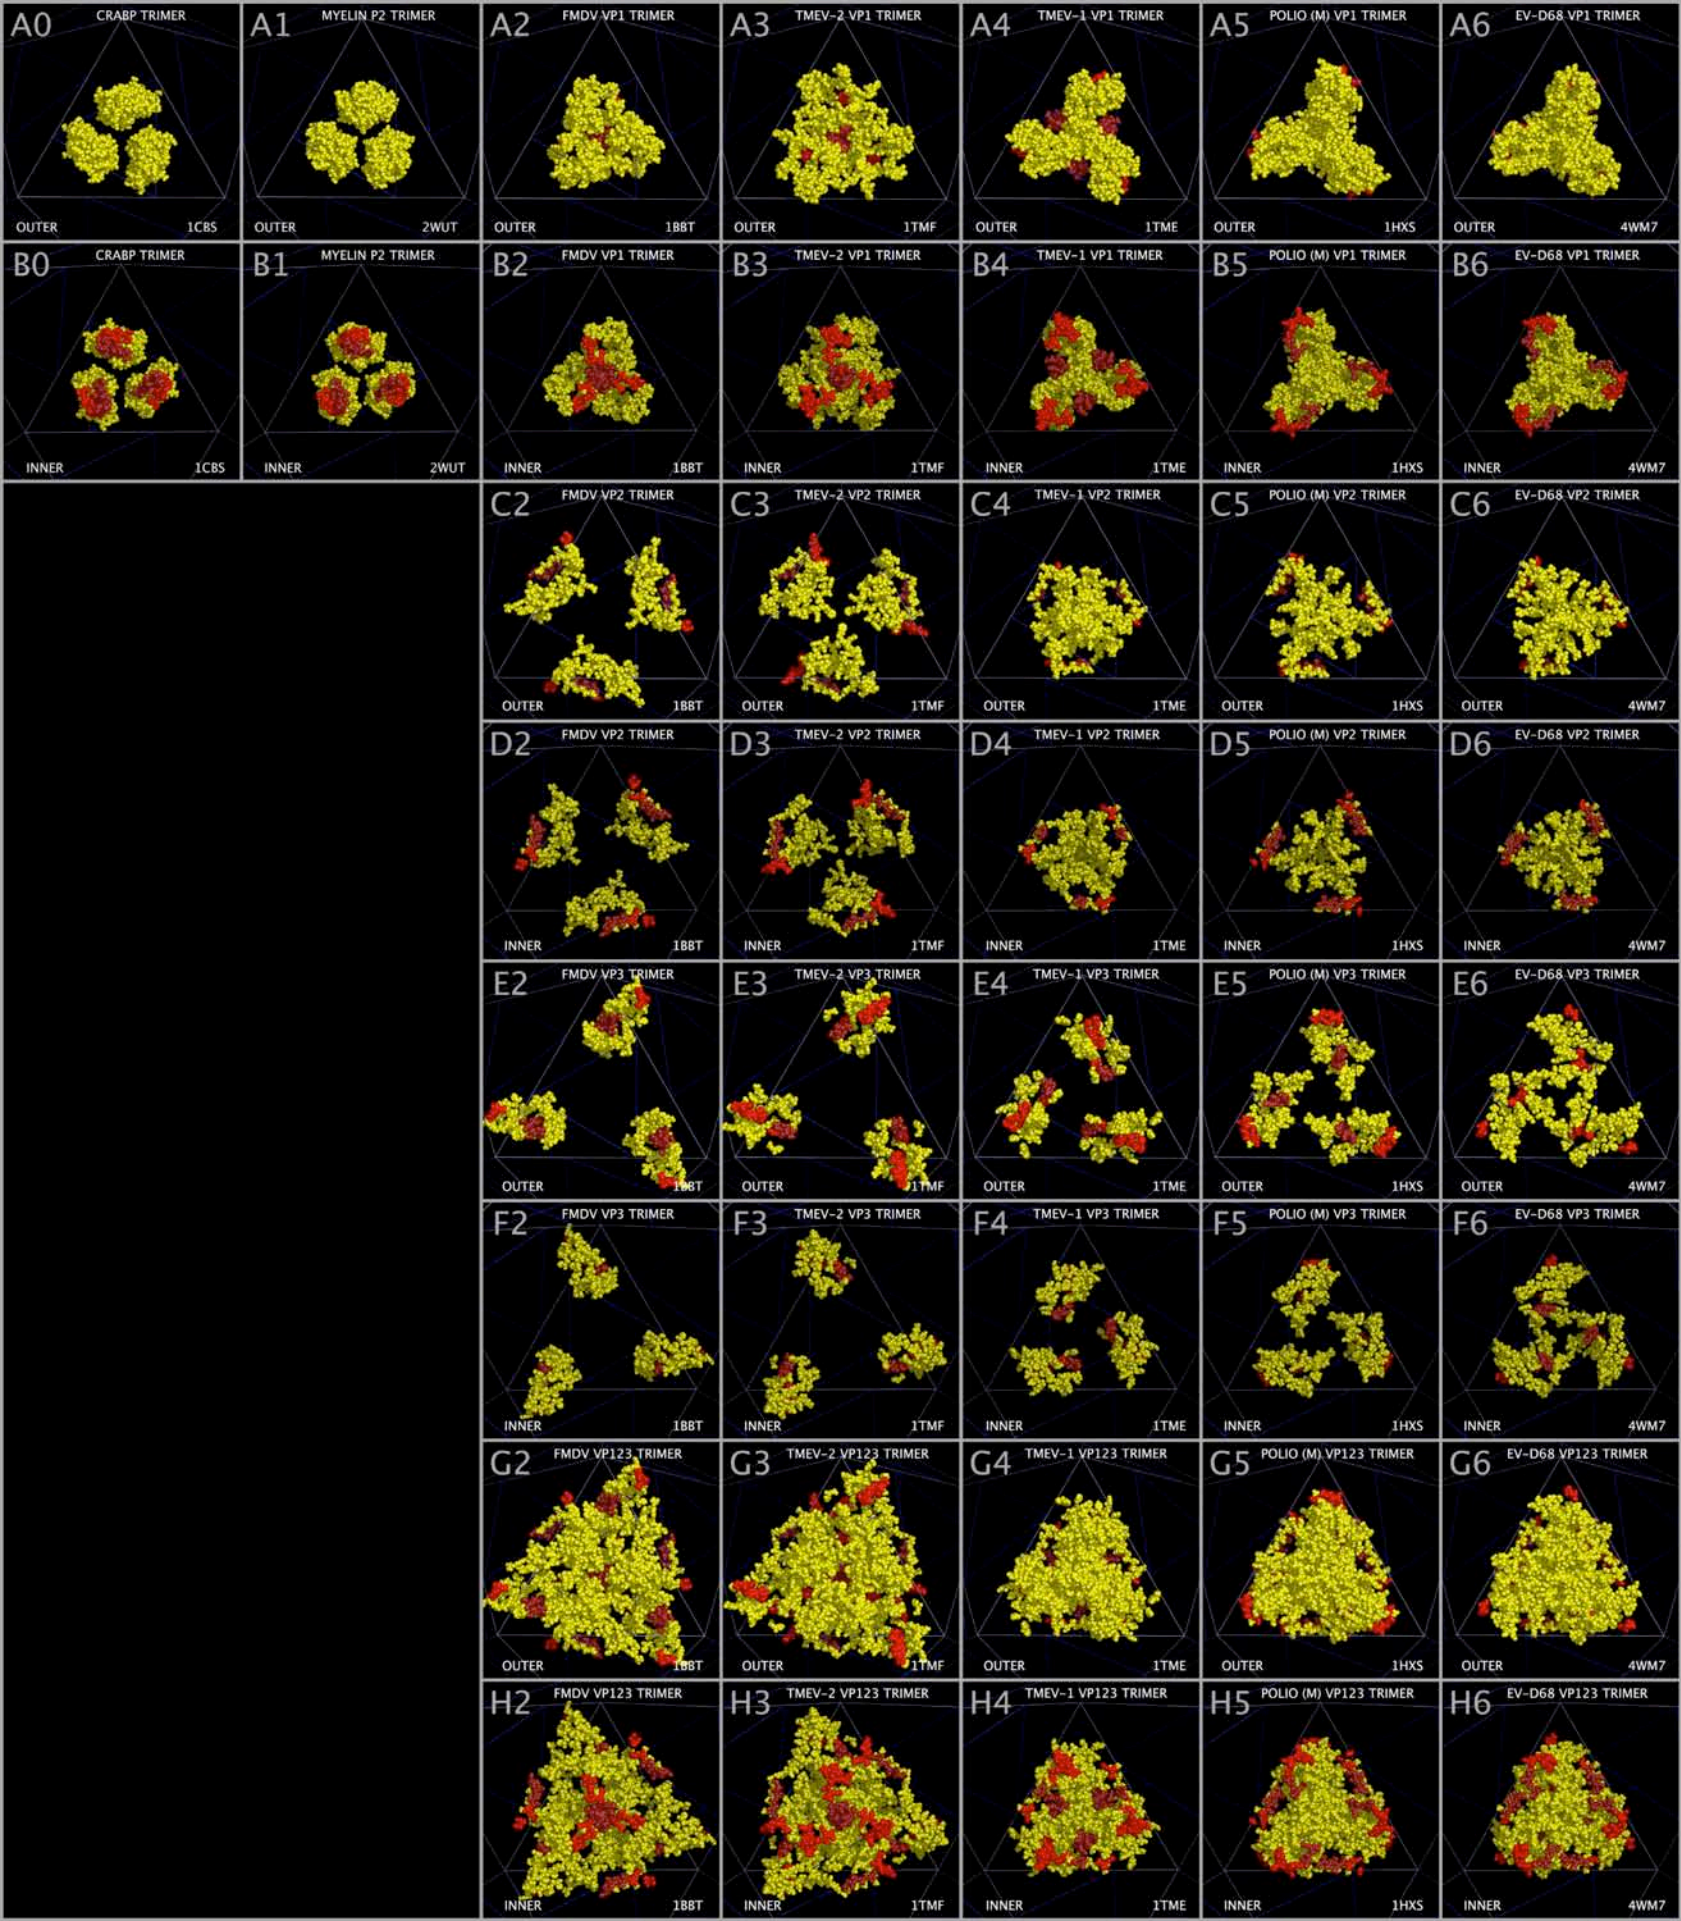 A0 CRABP TRIMER
OUTER 1CBS
A1 MYELIN P2 TRIMER
OUTER 2WUT
A2 FMDV VP1 TRIMER
OUTER 1BBT
A3 TMEV-2 VP1 TRIMER
OUTER 1TMF
A4 TMEV-1 VP1 TRIMER
OUTER 1TME
A5 POLIO (M) VP1 TRIMER
OUTER 1HXS
A6 EV-D68 VP1 TRIMER
OUTER 4WM7
B0 CRABP TRIMER
INNER 1CBS
B1 MYELIN P2 TRIMER
INNER 2WUT
B2 FMDV VP1 TRIMER
INNER 1BBT
B3 TMEV-2 VP1 TRIMER
INNER 1TMF
B4 TMEV-1 VP1 TRIMER
INNER 1TME
B5 POLIO (M) VP1 TRIMER
INNER 1HXS
B6 EV-D68 VP1 TRIMER
INNER 4WM7
C2 FMDV VP2 TRIMER
OUTER 1BBT
C3 TMEV-2 VP2 TRIMER
OUTER 1TMF
C4 TMEV-1 VP2 TRIMER
OUTER 1TME
C5 POLIO (M) VP2 TRIMER
OUTER 1HXS
C6 EV-D68 VP2 TRIMER
OUTER 4WM7
D2 FMDV VP2 TRIMER
INNER 1BBT
D3 TMEV-2 VP2 TRIMER
INNER 1TMF
D4 TMEV-1 VP2 TRIMER
INNER 1TME
D5 POLIO (M) VP2 TRIMER
INNER 1HXS
D6 EV-D68 VP2 TRIMER
INNER 4WM7
E2 FMDV VP3 TRIMER
OUTER 1BBT
E3 TMEV-2 VP3 TRIMER
OUTER 1TMF
E4 TMEV-1 VP3 TRIMER
OUTER 1TME
E5 POLIO (M) VP3 TRIMER
OUTER 1HXS
E6 EV-D68 VP3 TRIMER
OUTER 4WM7
F2 FMDV VP3 TRIMER
INNER 1BBT
F3 TMEV-2 VP3 TRIMER
INNER 1TMF
F4 TMEV-1 VP3 TRIMER
INNER 1TME
F5 POLIO (M) VP3 TRIMER
INNER 1HXS
F6 EV-D68 VP3 TRIMER
INNER 4WM7
G2 FMDV VP123 TRIMER
OUTER 1BBT
G3 TMEV-2 VP123 TRIMER
OUTER 1TMF
G4 TMEV-1 VP123 TRIMER
OUTER 1TME
G5 POLIO (M) VP123 TRIMER
OUTER 1HXS
G6 EV-D68 VP123 TRIMER
OUTER 4WM7
H2 FMDV VP123 TRIMER
INNER 1BBT
H3 TMEV-2 VP123 TRIMER
INNER 1TMF
H4 TMEV-1 VP123 TRIMER
INNER 1TME
H5 POLIO (M) VP123 TRIMER
INNER 1HXS
H6 EV-D68 VP123 TRIMER
INNER 4WM7